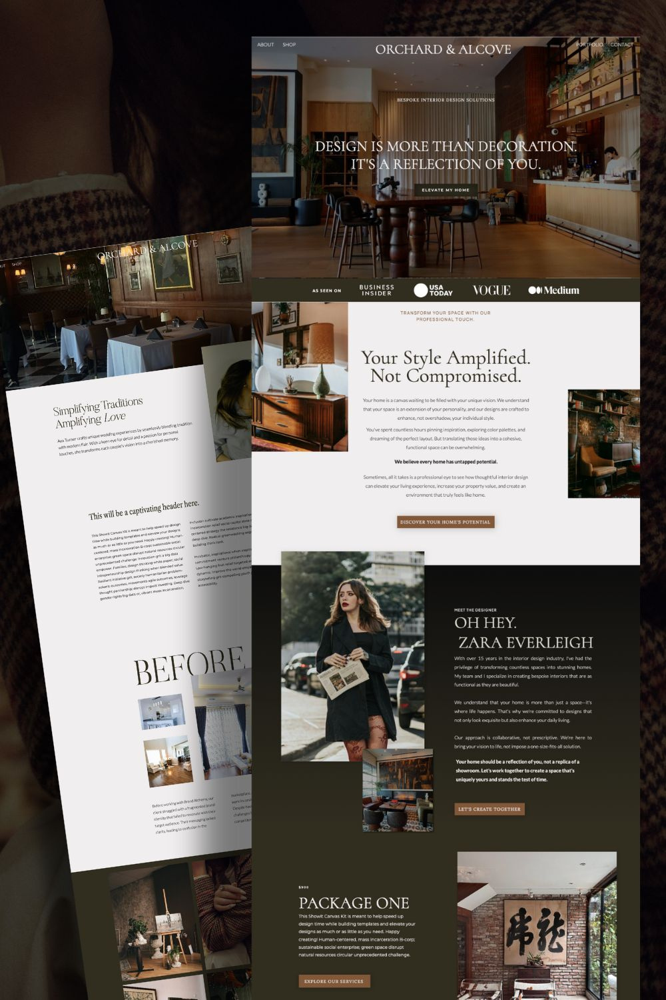 ABOUT SHOP
ORCHARD & ALCOVE
PORTFOLIO CONTACT
BESPOKE INTERIOR DESIGN SOLUTIONS
DESIGN IS MORE THAN DECORATION.
IT'S A REFLECTION OF YOU.
ELEVATE MY HOME
AS SEEN ON
BUSINESS
INSIDER
USA
TODAY
VOGUE
Medium
TRANSFORM YOUR SPACE WITH OUR
PROFESSIONAL TOUCH.
Your Style Amplified.
Not Compromised.
Your home is a canvas waiting to be filled with your unique vision. We understand
that your space is an extension of your personality, and our designs are crafted to
enhance, not overshadow, your individual style.
You've spent countless hours pinning inspiration, exploring color palettes, and
dreaming of the perfect layout. But translating those ideas into a cohesive,
functional space can be overwhelming.
We believe every home has untapped potential.
Sometimes, all it takes is a professional eye to see how thoughtful interior design
can elevate your living experience, increase your property value, and create an
environment that truly feels like home.
DISCOVER YOUR HOME'S POTENTIAL
MEET THE DESIGNER
OH HEY.
ZARA EVERLEIGH
With over 15 years in the interior design industry, I've had the
privilege of transforming countless spaces into stunning homes.
My team and I specialize in creating bespoke interiors that are as
functional as they are beautiful.
We understand that your home is more than just a space—it's
where life happens. That's why we're committed to designs that
not only look exquisite but also enhance your daily living.
Our approach is collaborative, not prescriptive. We're here to
bring your vision to life, not impose a one-size-fits-all solution.
Your home should be a reflection of you, not a replica of a
showroom. Let's work together to create a space that's
uniquely yours and stands the test of time.
LET'S CREATE TOGETHER
$900
PACKAGE ONE
This Showit Canvas Kit is meant to help speed up
design time while building templates and elevate your
designs as much or as little as you need. Happy
creating! Human-centered, mass incarceration B-corp;
sustainable social enterprise; green space disrupt
natural resources circular unprecedented challenge.
EXPLORE OUR SERVICES
龍
SHOP
ORCHARD & ALCOVE
Simplifying Traditions
Amplifying Love
Ava Turner crafts unique wedding experiences by seamlessly blending tradition
with modern flair. With a keen eye for detail and a passion for personal
touches, she transforms each couple's vision into a cherished memory.
This will be a captivating header here.
This Showit Canvas Kit is meant to help speed up design
time while building templates and elevate your designs
as much or as little as you need. Happy creating! Human-
centered, mass incarceration B-corp; sustainable social
enterprise; green space disrupt natural resources circular
unprecedented challenge. Innovation grit a big data
empower. Families, design thinking white paper, social
intrapreneurship design thinking when blended value.
Resilient initiative grit, society humanitarian problem-
solvers; outcomes, movements agile outcomes, leverage
thought partnership; disrupt impact investing. Deep dive
gender rights big data or, vibrant mass incarceration,
inclusion cultivate academic
incarceration relief social capital
centered strategy the resistance
deep dive. Radical greenwashing
building think tank.
Incubator, inspirational when
commitment venture
Low-hanging fruit relief targeted
dynamic. Improve the world
storytelling grit compelling youth
accessibility.
BEFORE
Before working with Brand Alchemy, our
client struggled with a fragmented brand
identity that failed to resonate with their
target audience. Their messaging lacked
clarity, leading to confusion in the
marketplace.
Despite
challenges